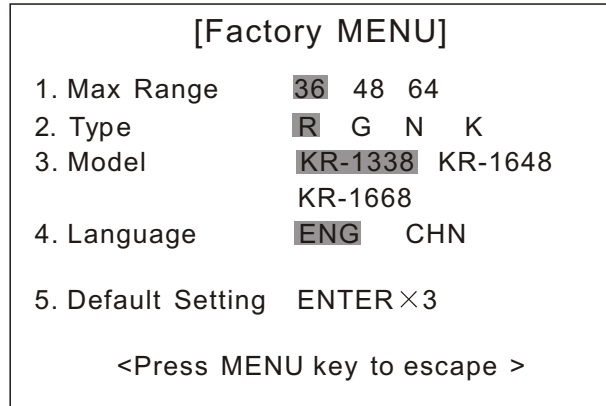 [Factory MENU]
1. Max Range 36 48 64
2. Type R G N K
3. Model KR-1338 KR-1648
KR-1668
4. Language ENG CHN
5. Default Setting ENTER×3
<Press MENU key to escape >